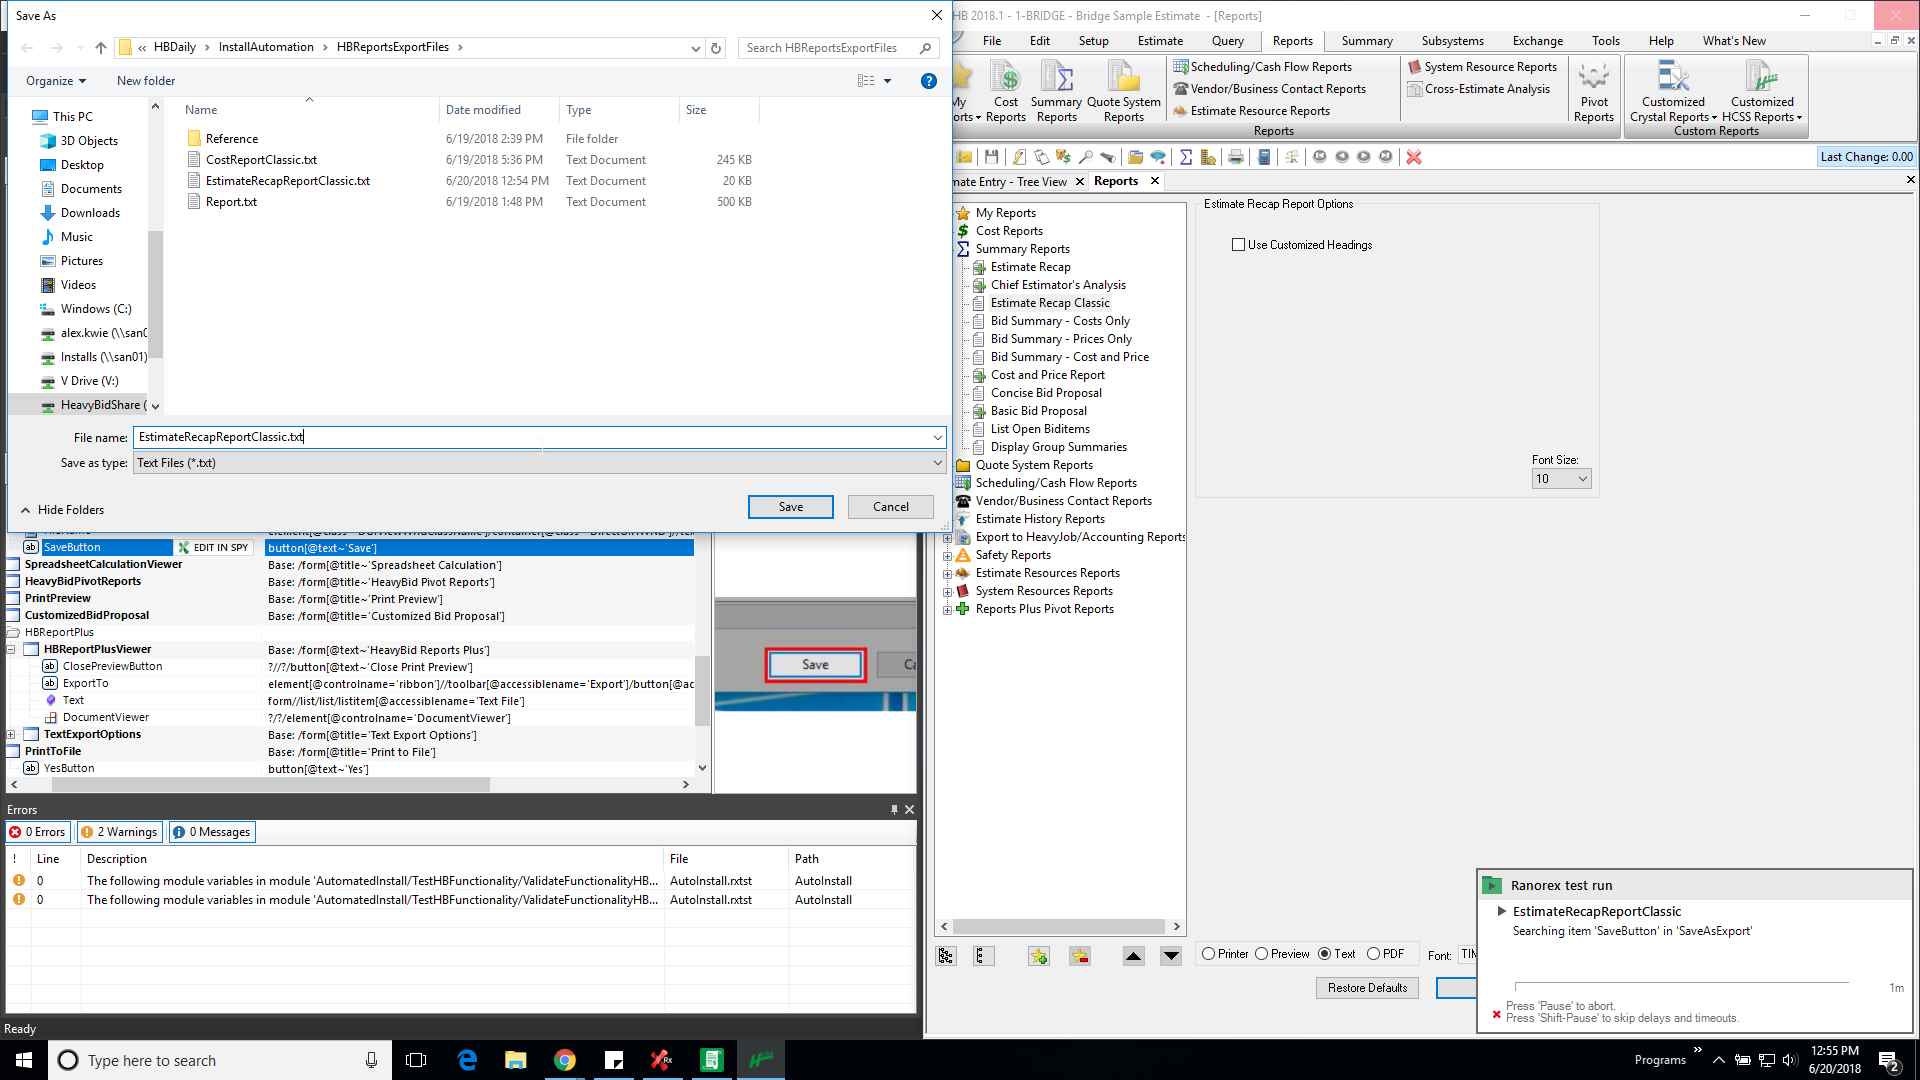 Save As
« HBDaily > InstallAutomation > HBReportsExportFiles >
Search HBReportsExportFiles
Organize
New folder
Name
Date modified
Type
Size
This PC
3D Objects
Desktop
Documents
Downloads
Music
Pictures
Videos
Windows (C:)
alex.kwie (\\san0
Installs (\\san01)
V Drive (V:)
HeavyBidShare (
Reference 6/19/2018 2:39 PM File folder
CostReportClassic.txt 6/19/2018 5:36 PM Text Document 245 KB
EstimateRecapReportClassic.txt 6/20/2018 12:54 PM Text Document 20 KB
Report.txt 6/19/2018 1:48 PM Text Document 500 KB
File name: EstimateRecapReportClassic.txt
Save as type: Text Files (*.txt)
Hide Folders
Save
Cancel
SaveButton EDIT IN SPY button[@text~'Save']
SpreadsheetCalculationViewer Base: /form[@title~'Spreadsheet Calculation']
HeavyBidPivotReports Base: /form[@title~'HeavyBid Pivot Reports']
PrintPreview Base: /form[@title~'Print Preview']
CustomizedBidProposal Base: /form[@title='Customized Bid Proposal']
HBReportPlus
HBReportPlusViewer Base: /form[@text~'HeavyBid Reports Plus']
ClosePreviewButton ?//?/button[@text~'Close Print Preview']
ExportTo element[@controlname='ribbon']//toolbar[@accessiblename='Export']/button[@ac
Text form//list/list/listitem[@accessiblename='Text File']
DocumentViewer ?/?/element[@controlname='DocumentViewer']
TextExportOptions Base: /form[@title='Text Export Options']
PrintToFile Base: /form[@title='Print to File']
YesButton button[@text~'Yes']
Save
Ca
Errors
0 Errors
2 Warnings
0 Messages
! Line Description File Path
0 The following module variables in module 'AutomatedInstall/TestHBFunctionality/ValidateFunctionalityHB... AutoInstall.rxtst AutoInstall
0 The following module variables in module 'AutomatedInstall/TestHBFunctionality/ValidateFunctionalityHB... AutoInstall.rxtst AutoInstall
Ready
HB 2018.1 - 1-BRIDGE - Bridge Sample Estimate - [Reports]
File Edit Setup Estimate Query Reports Summary Subsystems Exchange Tools Help What's New
My
orts
Cost
Reports
Summary
Reports
Quote System
Reports
Scheduling/Cash Flow Reports
Vendor/Business Contact Reports
Estimate Resource Reports
System Resource Reports
Cross-Estimate Analysis
Pivot
Reports
Customized
Crystal Reports
Customized
HCSS Reports
Reports
Custom Reports
Last Change: 0.00
mate Entry - Tree View
Reports
My Reports
Cost Reports
Summary Reports
Estimate Recap
Chief Estimator's Analysis
Estimate Recap Classic
Bid Summary - Costs Only
Bid Summary - Prices Only
Bid Summary - Cost and Price
Cost and Price Report
Concise Bid Proposal
Basic Bid Proposal
List Open Biditems
Display Group Summaries
Quote System Reports
Scheduling/Cash Flow Reports
Vendor/Business Contact Reports
Estimate History Reports
Export to HeavyJob/Accounting Reports
Safety Reports
Estimate Resources Reports
System Resources Reports
Reports Plus Pivot Reports
Estimate Recap Report Options
Use Customized Headings
Font Size:
10
Printer Preview Text PDF Font: TIM
Restore Defaults
Ranorex test run
EstimateRecapReportClassic
Searching item 'SaveButton' in 'SaveAsExport'
1m
Press 'Pause' to abort.
Press 'Shift-Pause' to skip delays and timeouts.
Type here to search
Programs
12:55 PM
6/20/2018
2